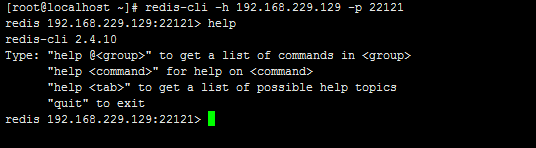 [root@localhost ~]# redis-cli -h 192.168.229.129 -p 22121
redis 192.168.229.129:22121> help
redis-cli 2.4.10
Type: "help @<group>" to get a list of commands in <group>
      "help <command>" for help on <command>
      "help <tab>" to get a list of possible help topics
      "quit" to exit
redis 192.168.229.129:22121>